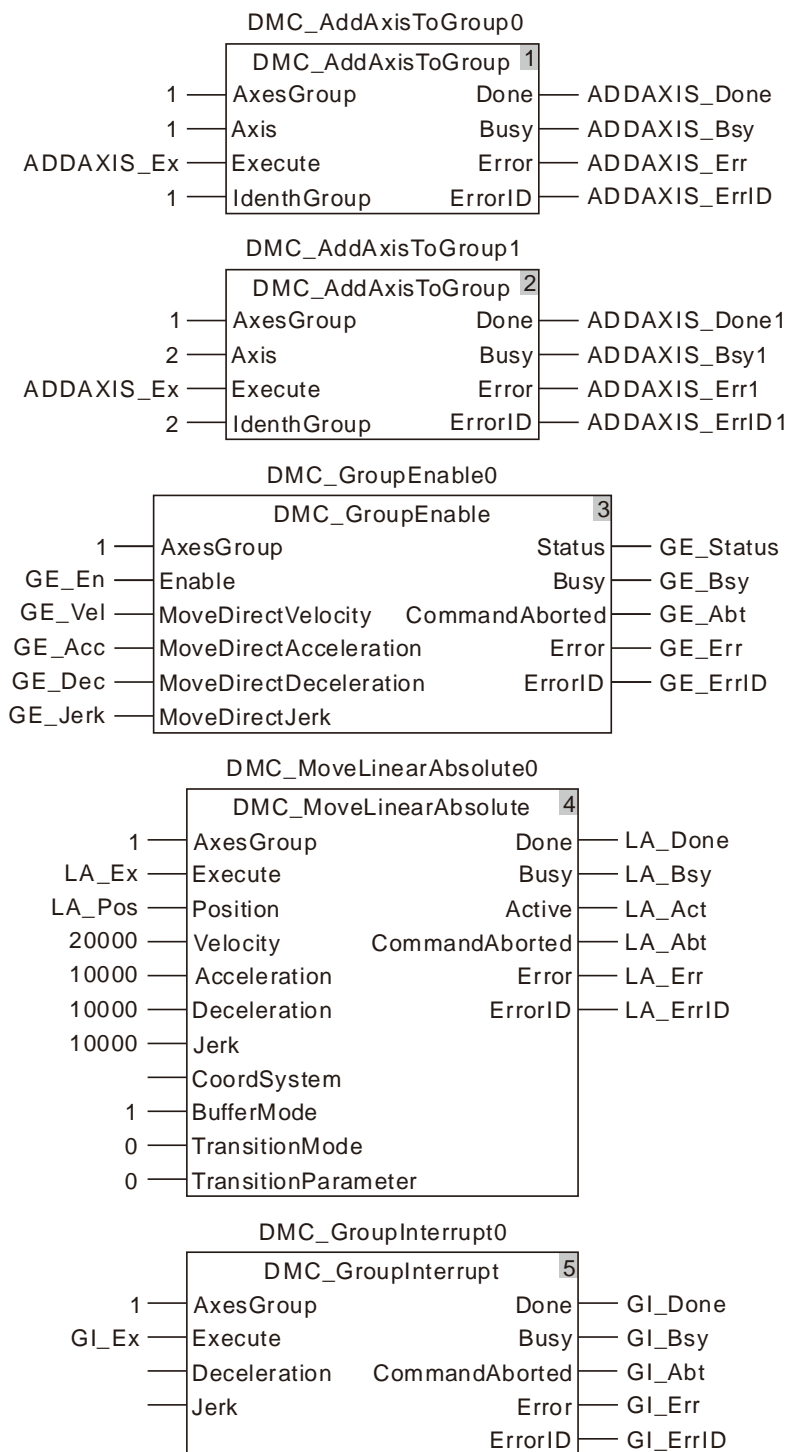 DMC_AddAxisToGroup0
DMC_AddAxisToGroup 1
1 AxesGroup Done ADDAXIS_Done
1 Axis Busy ADDAXIS_Bsy
ADDAXIS_Ex Execute Error ADDAXIS_Err
1 IdenthGroup ErrorID ADDAXIS_ErrID
DMC_AddAxisToGroup1
DMC_AddAxisToGroup 2
1 AxesGroup Done ADDAXIS_Done1
2 Axis Busy ADDAXIS_Bsy1
ADDAXIS_Ex Execute Error ADDAXIS_Err1
2 IdenthGroup ErrorID ADDAXIS_ErrID1
DMC_GroupEnable0
DMC_GroupEnable 3
1 AxesGroup Status GE_Status
GE_En Enable Busy GE_Bsy
GE_Vel MoveDirectVelocity CommandAborted GE_Abt
GE_Acc MoveDirectAcceleration Error GE_Err
GE_Dec MoveDirectDeceleration ErrorID GE_ErrID
GE_Jerk MoveDirectJerk
DMC_MoveLinearAbsolute0
DMC_MoveLinearAbsolute 4
1 AxesGroup Done LA_Done
LA_Ex Execute Busy LA_Bsy
LA_Pos Position Active LA_Act
20000 Velocity CommandAborted LA_Abt
10000 Acceleration Error LA_Err
10000 Deceleration ErrorID LA_ErrID
10000 Jerk
CoordSystem
1 BufferMode
0 TransitionMode
0 TransitionParameter
DMC_GroupInterrupt0
DMC_GroupInterrupt 5
1 AxesGroup Done GI_Done
GI_Ex Execute Busy GI_Bsy
Deceleration CommandAborted GI_Abt
Jerk Error GI_Err
ErrorID GI_ErrID